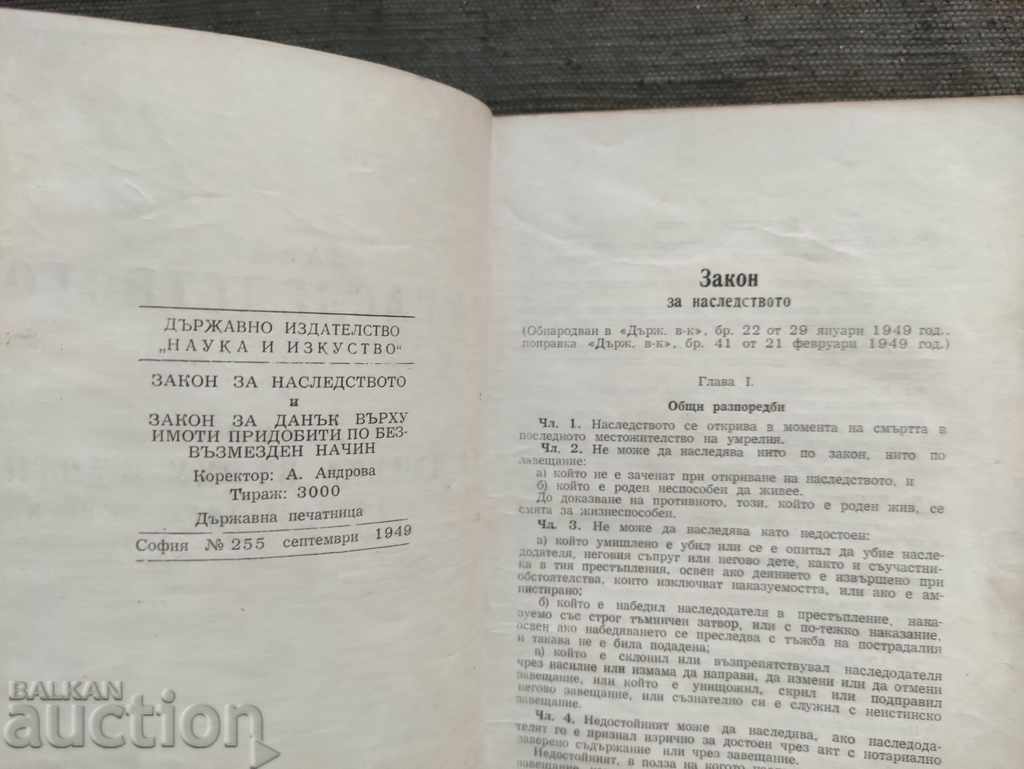 ДЪРЖАВНО ИЗДАТЕЛСТВО
„НАУКА И ИЗКУСТВО"
ЗАКОН ЗА НАСЛЕДСТВОТО
и
ЗАКОН ЗА ДАНЪК ВЪРХУ
ИМОТИ ПРИДОБИТИ ПО БЕЗ-
ВЪЗМЕЗДЕН НАЧИН
Коректор: А. Андрова
Тираж: 3000
Държавна печатница
София № 255 септември 1949
Закон
за наследството
(Обнародван в «Държ. в-к», бр. 22 от 29 януари 1949 год.,
поправка «Държ. в-к», бр. 41 от 21 февруари 1949 год.)
Глава I.
Общи разпоредби
Чл. 1. Наследството се открива в момента на смъртта в
последното местожителство на умрелия.
Чл. 2. Не може да наследява нито по закон, нито по
завещание:
а) който не е заченат при откриване на наследството, и
б) който е роден неспособен да живее.
До доказване на противното, този, който е роден жив, се
смята за жизнеспособен.
Чл. 3. Не може да наследява като недостоен:
а) който умишлено е убил или се е опитал да убие насле-
додателя, неговия съпруг или негово дете, както и съучастни-
ка в тия престъпления, освен ако деянието е извършено при
обстоятелства, които изключват наказуемостта, или ако е ам-
нистирано;
б) който е набедил наследодателя в престъпление, нака-
зуемо със строг тъмничен затвор, или с по-тежко наказание,
освен ако набедяването се преследва с тъжба на пострадалия
и такава не е била подадена;
в) който е склонил или възпрепятствувал наследодателя
чрез насилие или измама да направи, да измени или да отмени
завещание, или който е унищожил, скрил или подправил
негово завещание, или съзнателно си е служил с неистинско
завещание.
Чл. 4. Недостойният може да наследява, ако наследода-
телят го е признал изрично за достоен чрез акт с нотариално
заверено съдържание или чрез завещание.
Недостойният, в полза на когото
BALKAN
auction